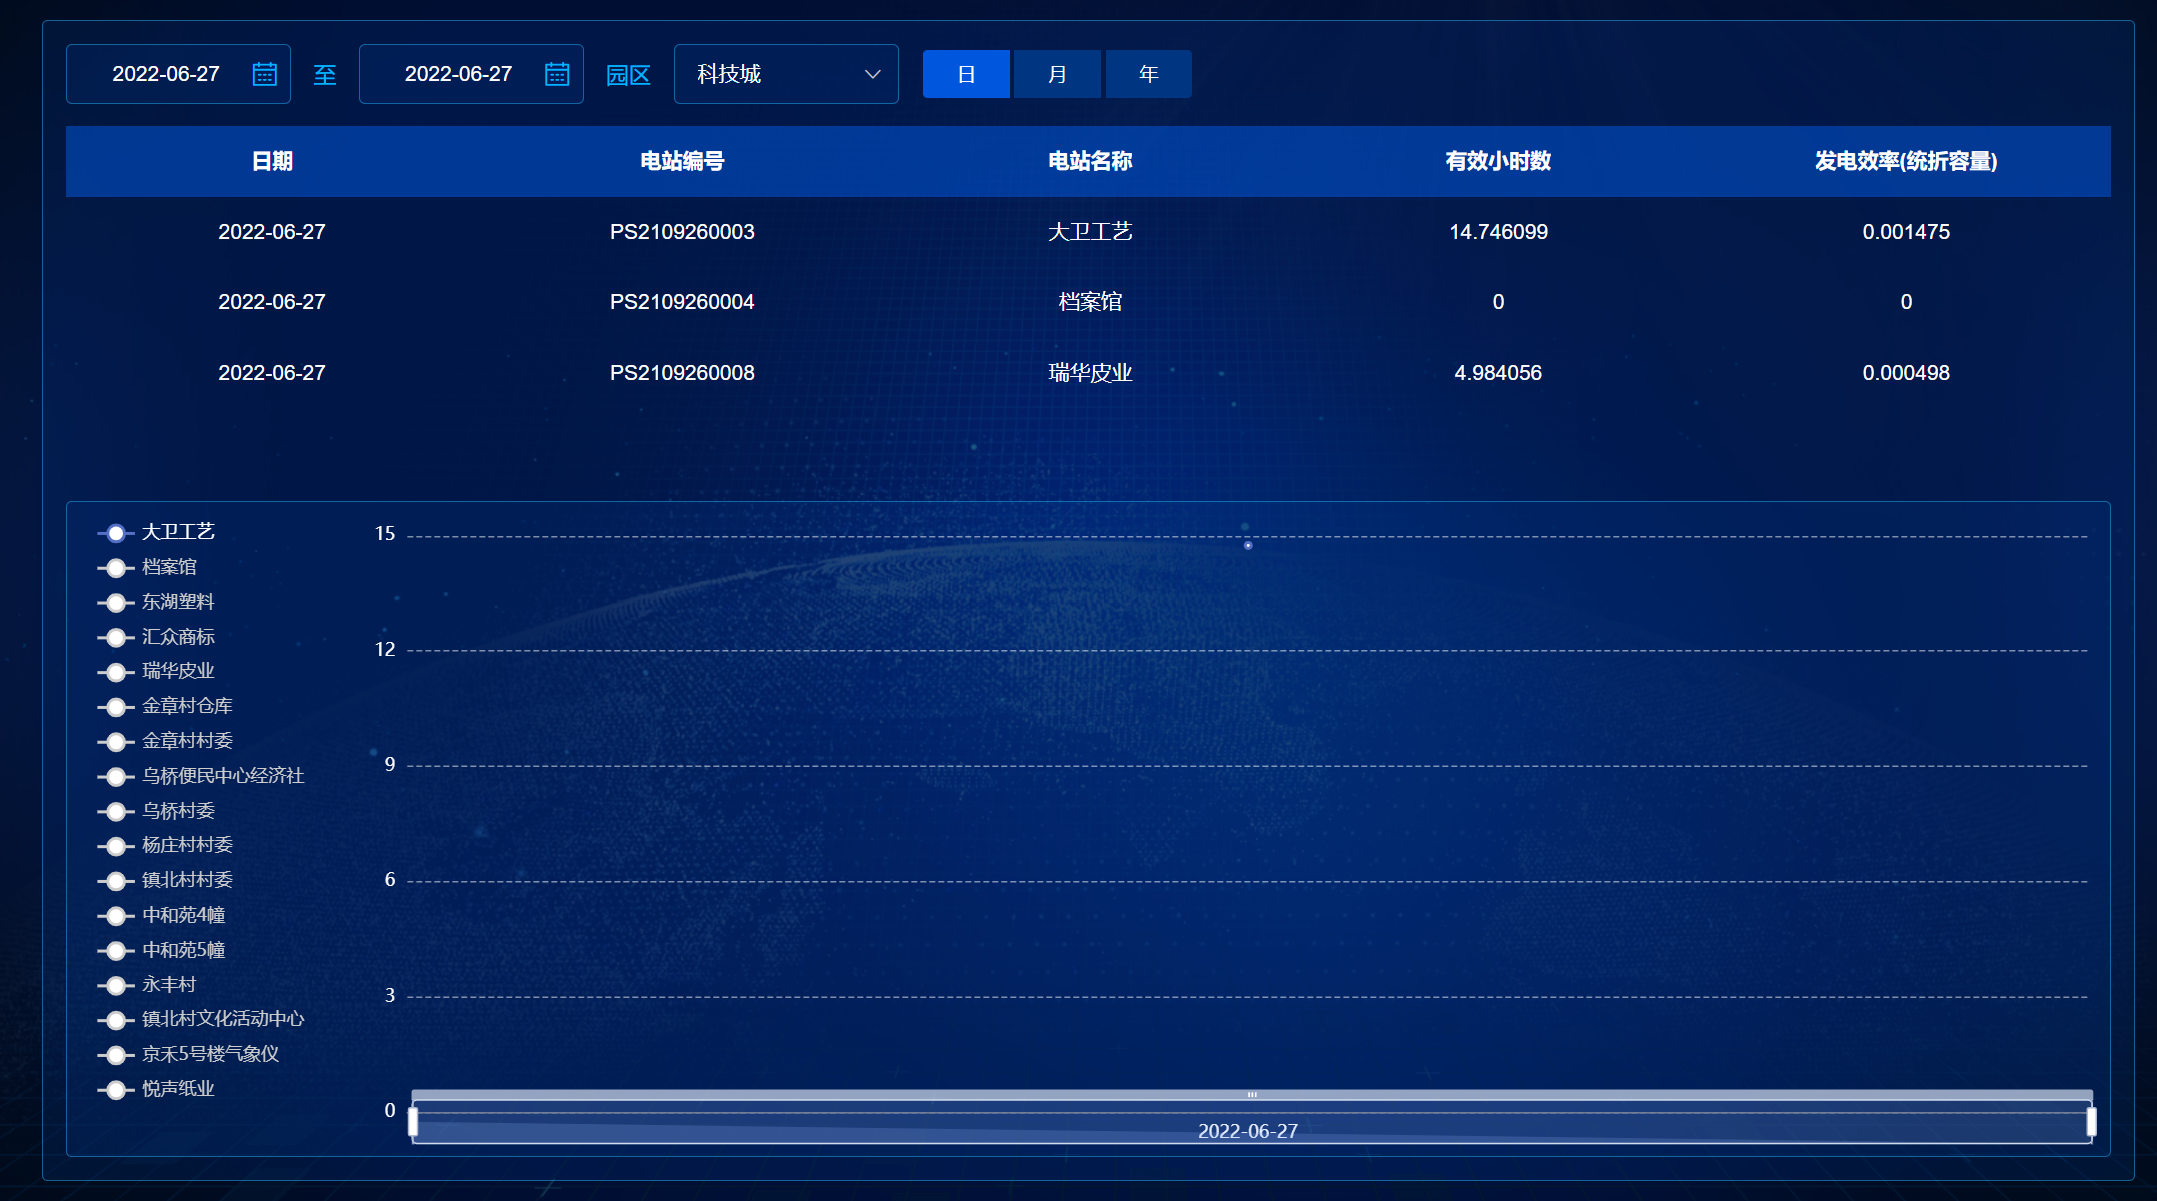 2022-06-27 至 2022-06-27 园区 科技城 日 月 年
日期 电站编号 电站名称 有效小时数 发电效率(统折容量)
2022-06-27 PS2109260003 大卫工艺 14.746099 0.001475
2022-06-27 PS2109260004 档案馆 0 0
2022-06-27 PS2109260008 瑞华皮业 4.984056 0.000498
大卫工艺
档案馆
东湖塑料
汇众商标
瑞华皮业
金章村仓库
金章村村委
乌桥便民中心经济社
乌桥村委
杨庄村村委
镇北村村委
中和苑4幢
中和苑5幢
永丰村
镇北村文化活动中心
京禾5号楼气象仪
悦声纸业
15
12
9
6
3
0
2022-06-27